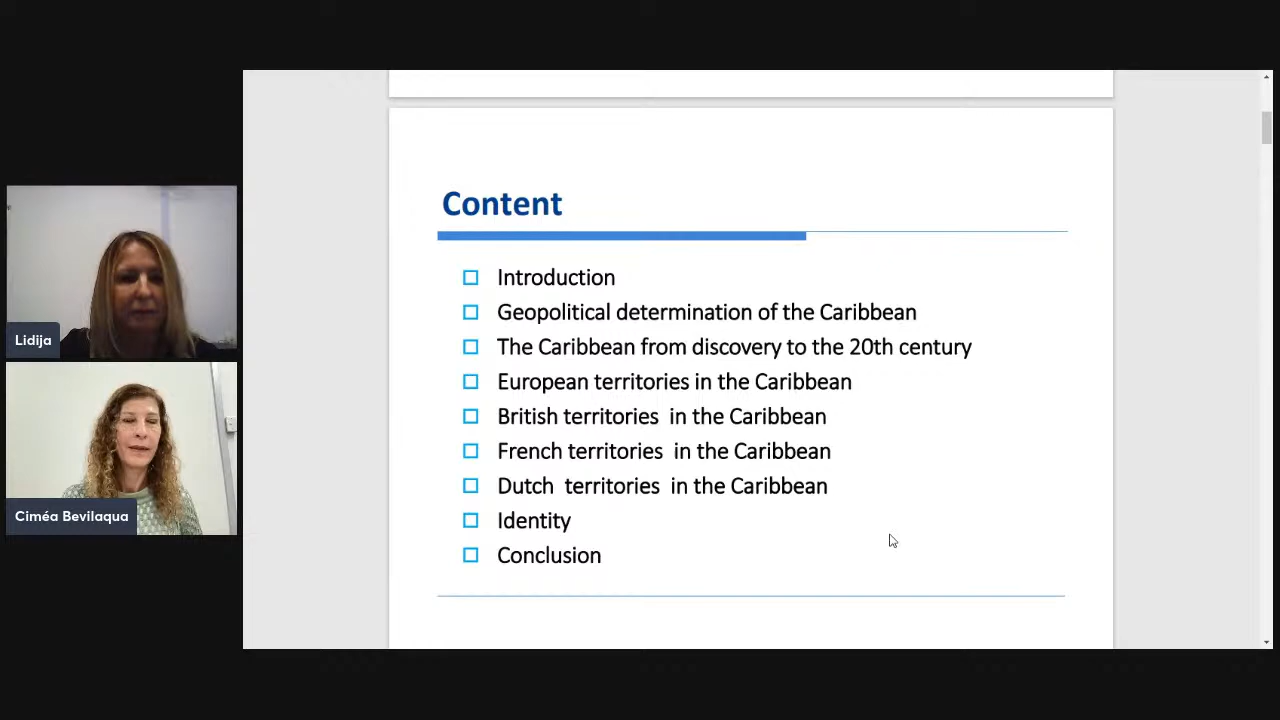 Content
Introduction
Geopolitical determination of the Caribbean
The Caribbean from discovery to the 20th century
European territories in the Caribbean
British territories  in the Caribbean
French territories  in the Caribbean
Dutch  territories  in the Caribbean
Identity
Conclusion
Lidija
Ciméa Bevilaqua